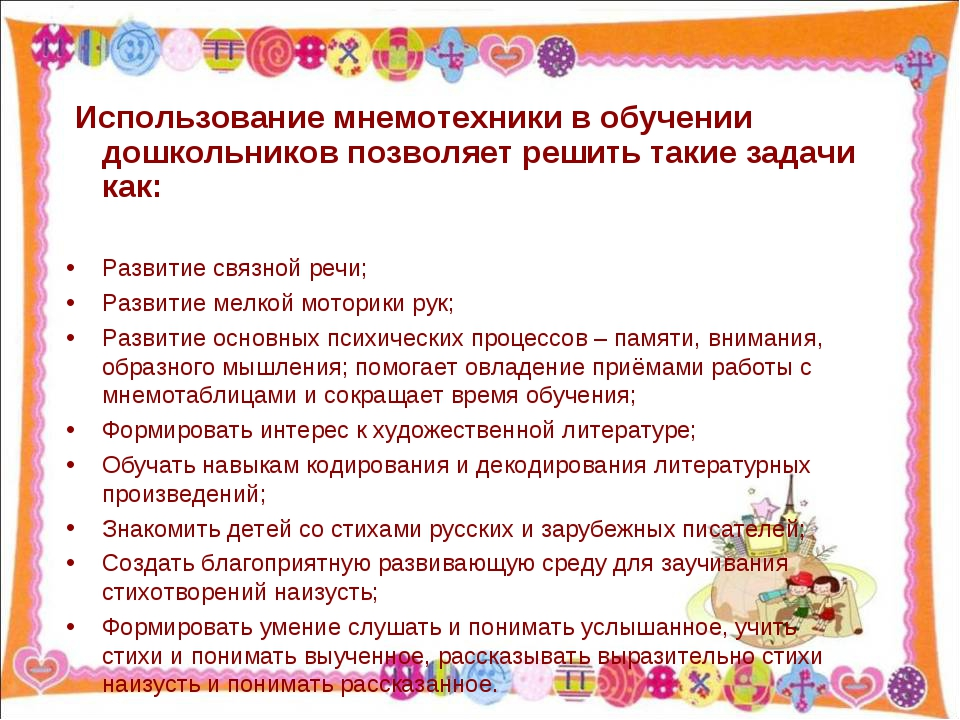 Использование мнемотехники в обучении
дошкольников позволяет решить такие задачи
как:
• Развитие связной речи;
• Развитие мелкой моторики рук;
• Развитие основных психических процессов – памяти, внимания,
образного мышления; помогает овладение приёмами работы с
мнемотаблицами и сокращает время обучения;
• Формировать интерес к художественной литературе;
• Обучать навыкам кодирования и декодирования литературных
произведений;
• Знакомить детей со стихами русских и зарубежных писателей;
• Создать благоприятную развивающую среду для заучивания
стихотворений наизусть;
• Формировать умение слушать и понимать услышанное, учить
стихи и понимать выученное, рассказывать выразительно стихи
наизусть и понимать рассказанное.